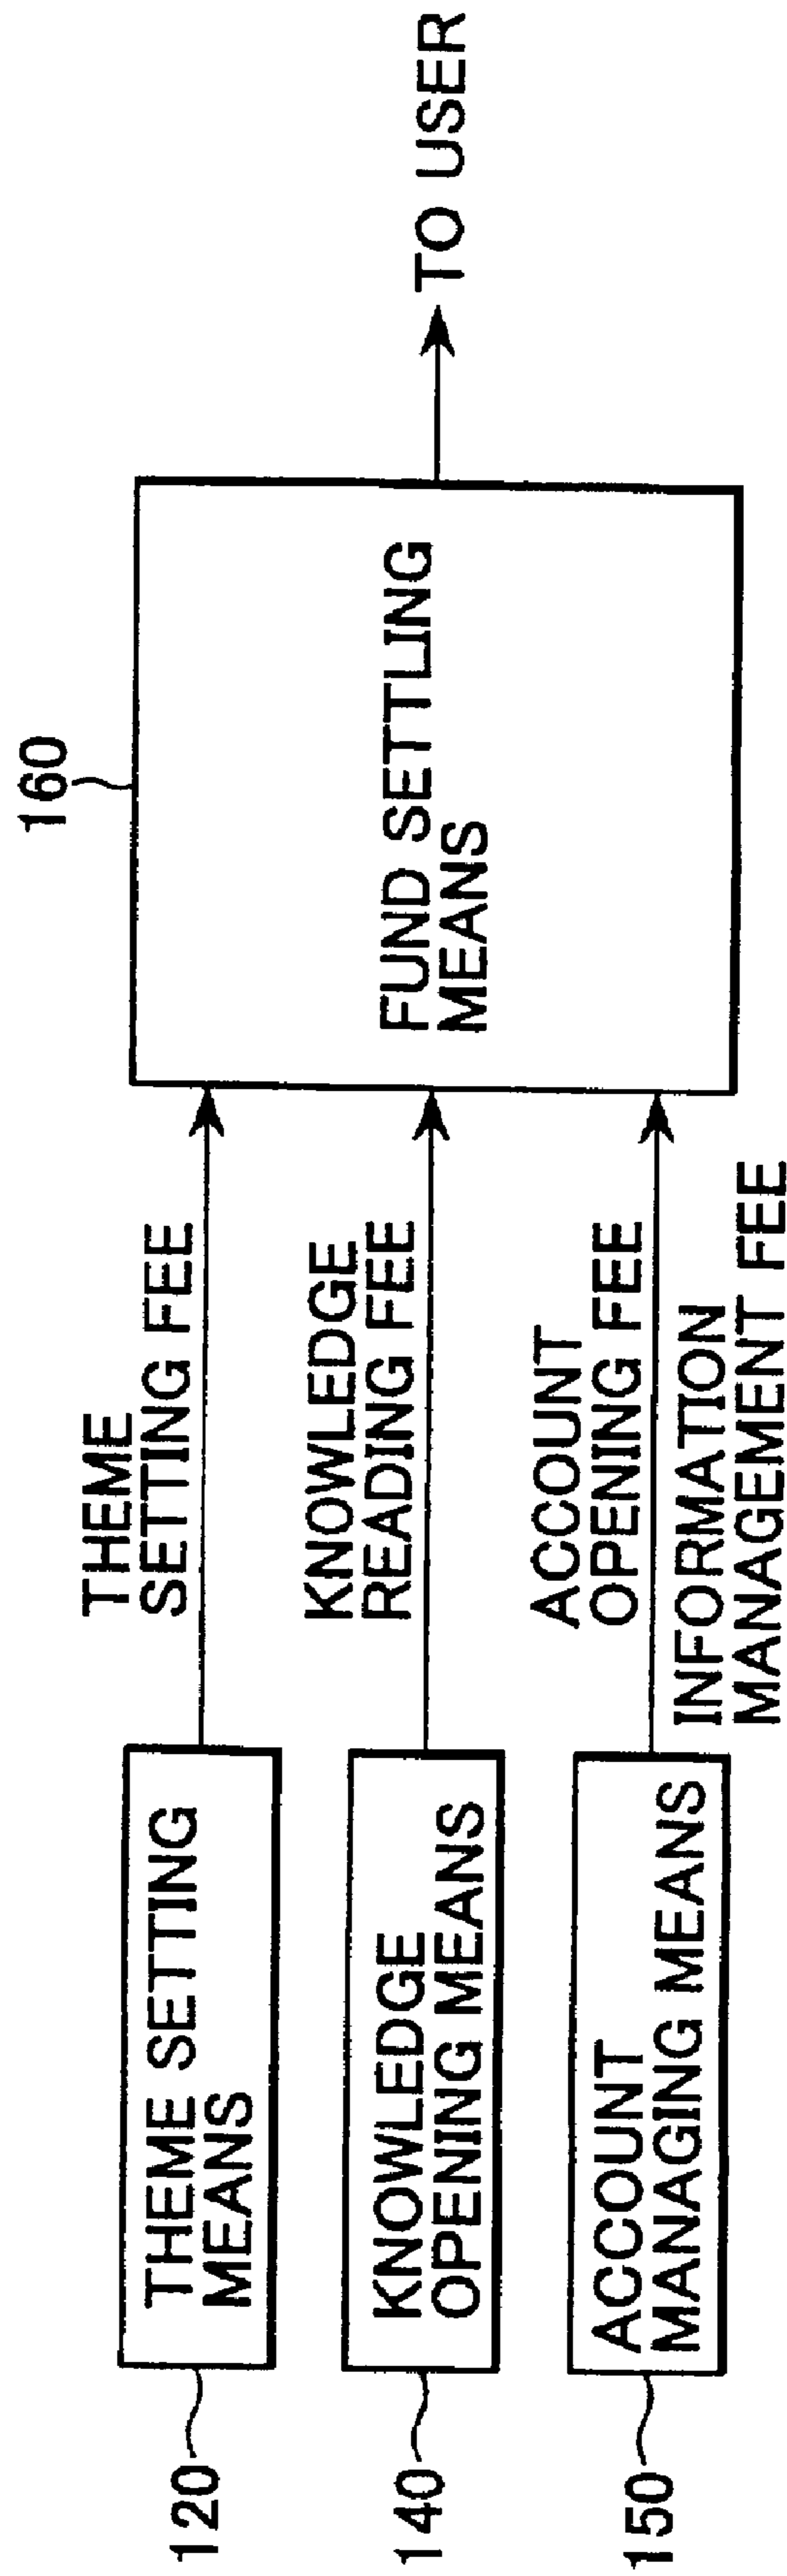 160
120
THEME SETTING
MEANS
THEME
SETTING FEE
140
KNOWLEDGE
OPENING MEANS
KNOWLEDGE
READING FEE
150
ACCOUNT
MANAGING MEANS
ACCOUNT
OPENING FEE
INFORMATION
MANAGEMENT FEE
FUND SETTLING
MEANS
TO USER